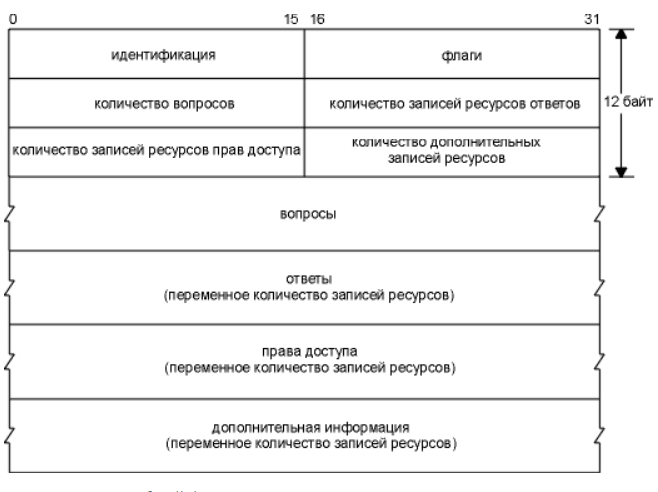 0 15 16 31
идентификация флаги
количество вопросов количество записей ресурсов ответов 12 байт
количество записей ресурсов прав доступа количество дополнительных
записей ресурсов
вопросы
ответы
(переменное количество записей ресурсов)
права доступа
(переменное количество записей ресурсов)
дополнительная информация
(переменное количество записей ресурсов)